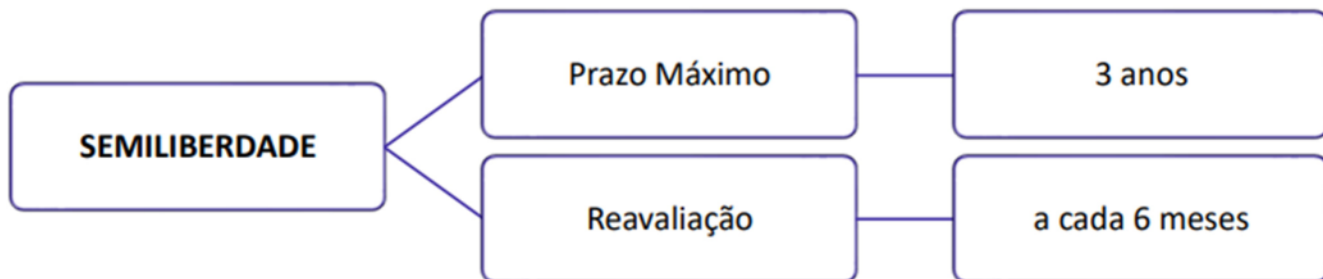 SEMILIBERDADE
Prazo Máximo
3 anos
Reavaliação
a cada 6 meses